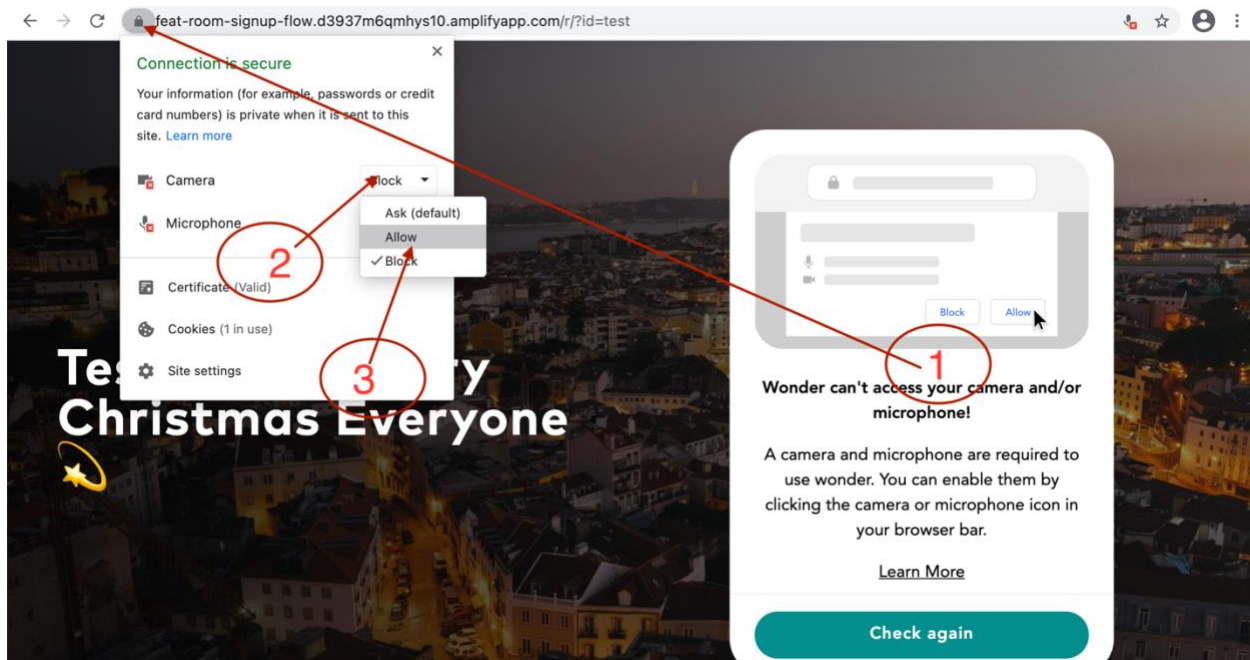 feat-room-signup-flow.d3937m6qmhys10.amplifyapp.com/r/?id=test
Connection is secure
Your information (for example, passwords or credit
card numbers) is private when it is sent to this
site. Learn more
Camera
Block
Microphone
Ask (default)
Allow
Block
2
Certificate (Valid)
Cookies (1 in use)
Site settings
3
Christmas Everyone
Block
Allow
1
Wonder can't access your camera and/or
microphone!
A camera and microphone are required to
use wonder. You can enable them by
clicking the camera or microphone icon in
your browser bar.
Learn More
Check again